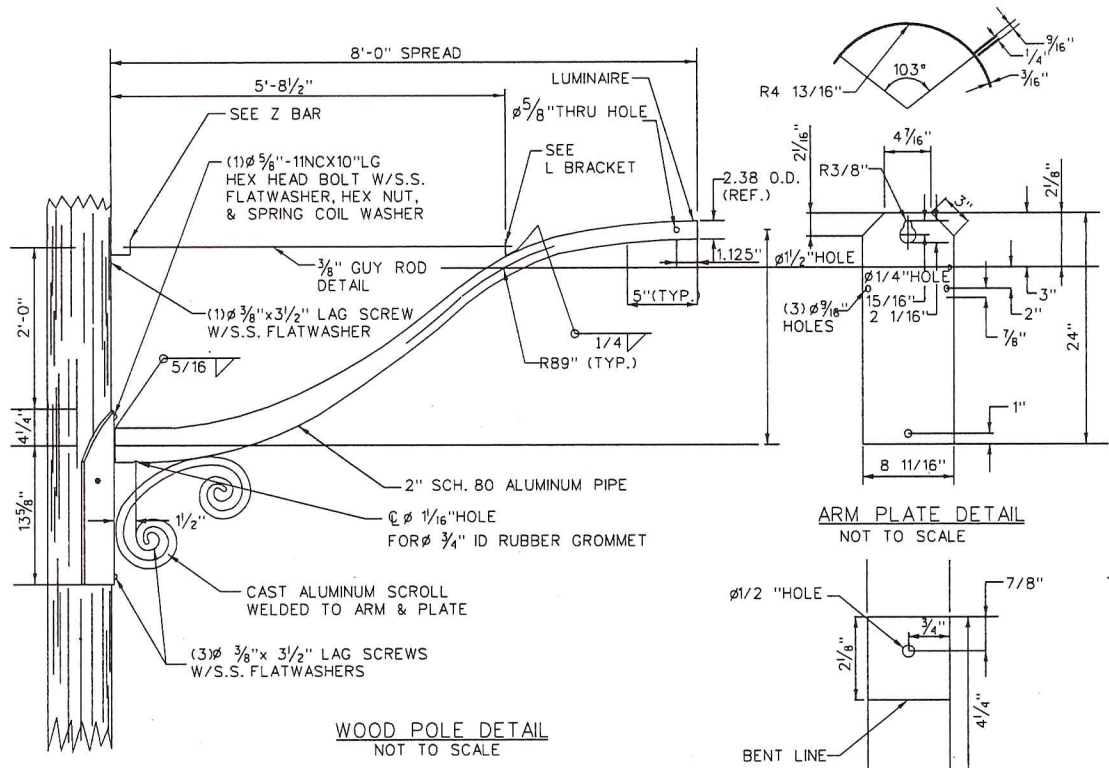 8'-0" SPREAD
5'-8½"
SEE Z BAR
(1)⌀⅝"-11NCX10"LG
HEX HEAD BOLT W/S.S.
FLATWASHER, HEX NUT,
& SPRING COIL WASHER
LUMINAIRE
⌀⅝"THRU HOLE
SEE
L BRACKET
2.38 O.D.
(REF.)
⅜" GUY ROD
DETAIL
1.125"
5"(TYP.)
2'-0"
(1)⌀⅜"x3½" LAG SCREW
W/S.S. FLATWASHER
5/16
1/4
R89" (TYP.)
4¼"
13⅝"
1½"
2" SCH. 80 ALUMINUM PIPE
℄ ⌀ 1⁄16"HOLE
FOR⌀ ¾" ID RUBBER GROMMET
CAST ALUMINUM SCROLL
WELDED TO ARM & PLATE
(3)⌀ ⅜"x 3½" LAG SCREWS
W/S.S. FLATWASHERS
WOOD POLE DETAIL
NOT TO SCALE
103°
R4 13/16"
9⁄16"
1⁄4"
3⁄16"
2 1⁄16"
4 7⁄16"
R3/8"
3"
2⅛"
⌀1½"HOLE
⌀1/4"HOLE
(3)⌀9⁄16"
HOLES
15/16"
2 1/16"
3"
2"
⅞"
24"
1"
8 11/16"
ARM PLATE DETAIL
NOT TO SCALE
⌀1/2 "HOLE
7/8"
¾"
2⅛"
4¼"
BENT LINE